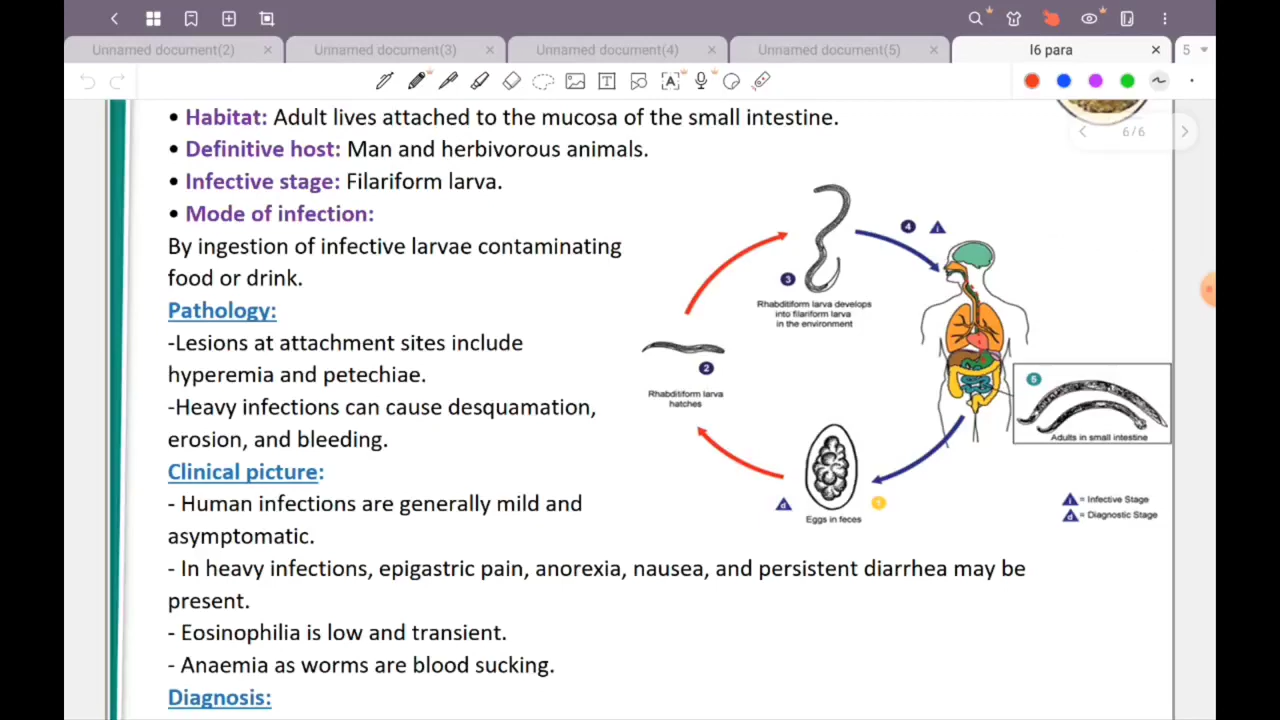 Unnamed document(2)
Unnamed document(3)
Unnamed document(4)
Unnamed document(5)
l6 para
5
6/6
• Habitat: Adult lives attached to the mucosa of the small intestine.
• Definitive host: Man and herbivorous animals.
• Infective stage: Filariform larva.
• Mode of infection:
By ingestion of infective larvae contaminating
food or drink.
Pathology:
-Lesions at attachment sites include
hyperemia and petechiae.
-Heavy infections can cause desquamation,
erosion, and bleeding.
Clinical picture:
- Human infections are generally mild and
asymptomatic.
- In heavy infections, epigastric pain, anorexia, nausea, and persistent diarrhea may be
present.
- Eosinophilia is low and transient.
- Anaemia as worms are blood sucking.
Diagnosis:
4
i
3
Rhabditiform larva develops
into filariform larva
in the environment
2
Rhabditiform larva
hatches
5
Adults in small intestine
d
1
Eggs in feces
i = Infective Stage
d = Diagnostic Stage